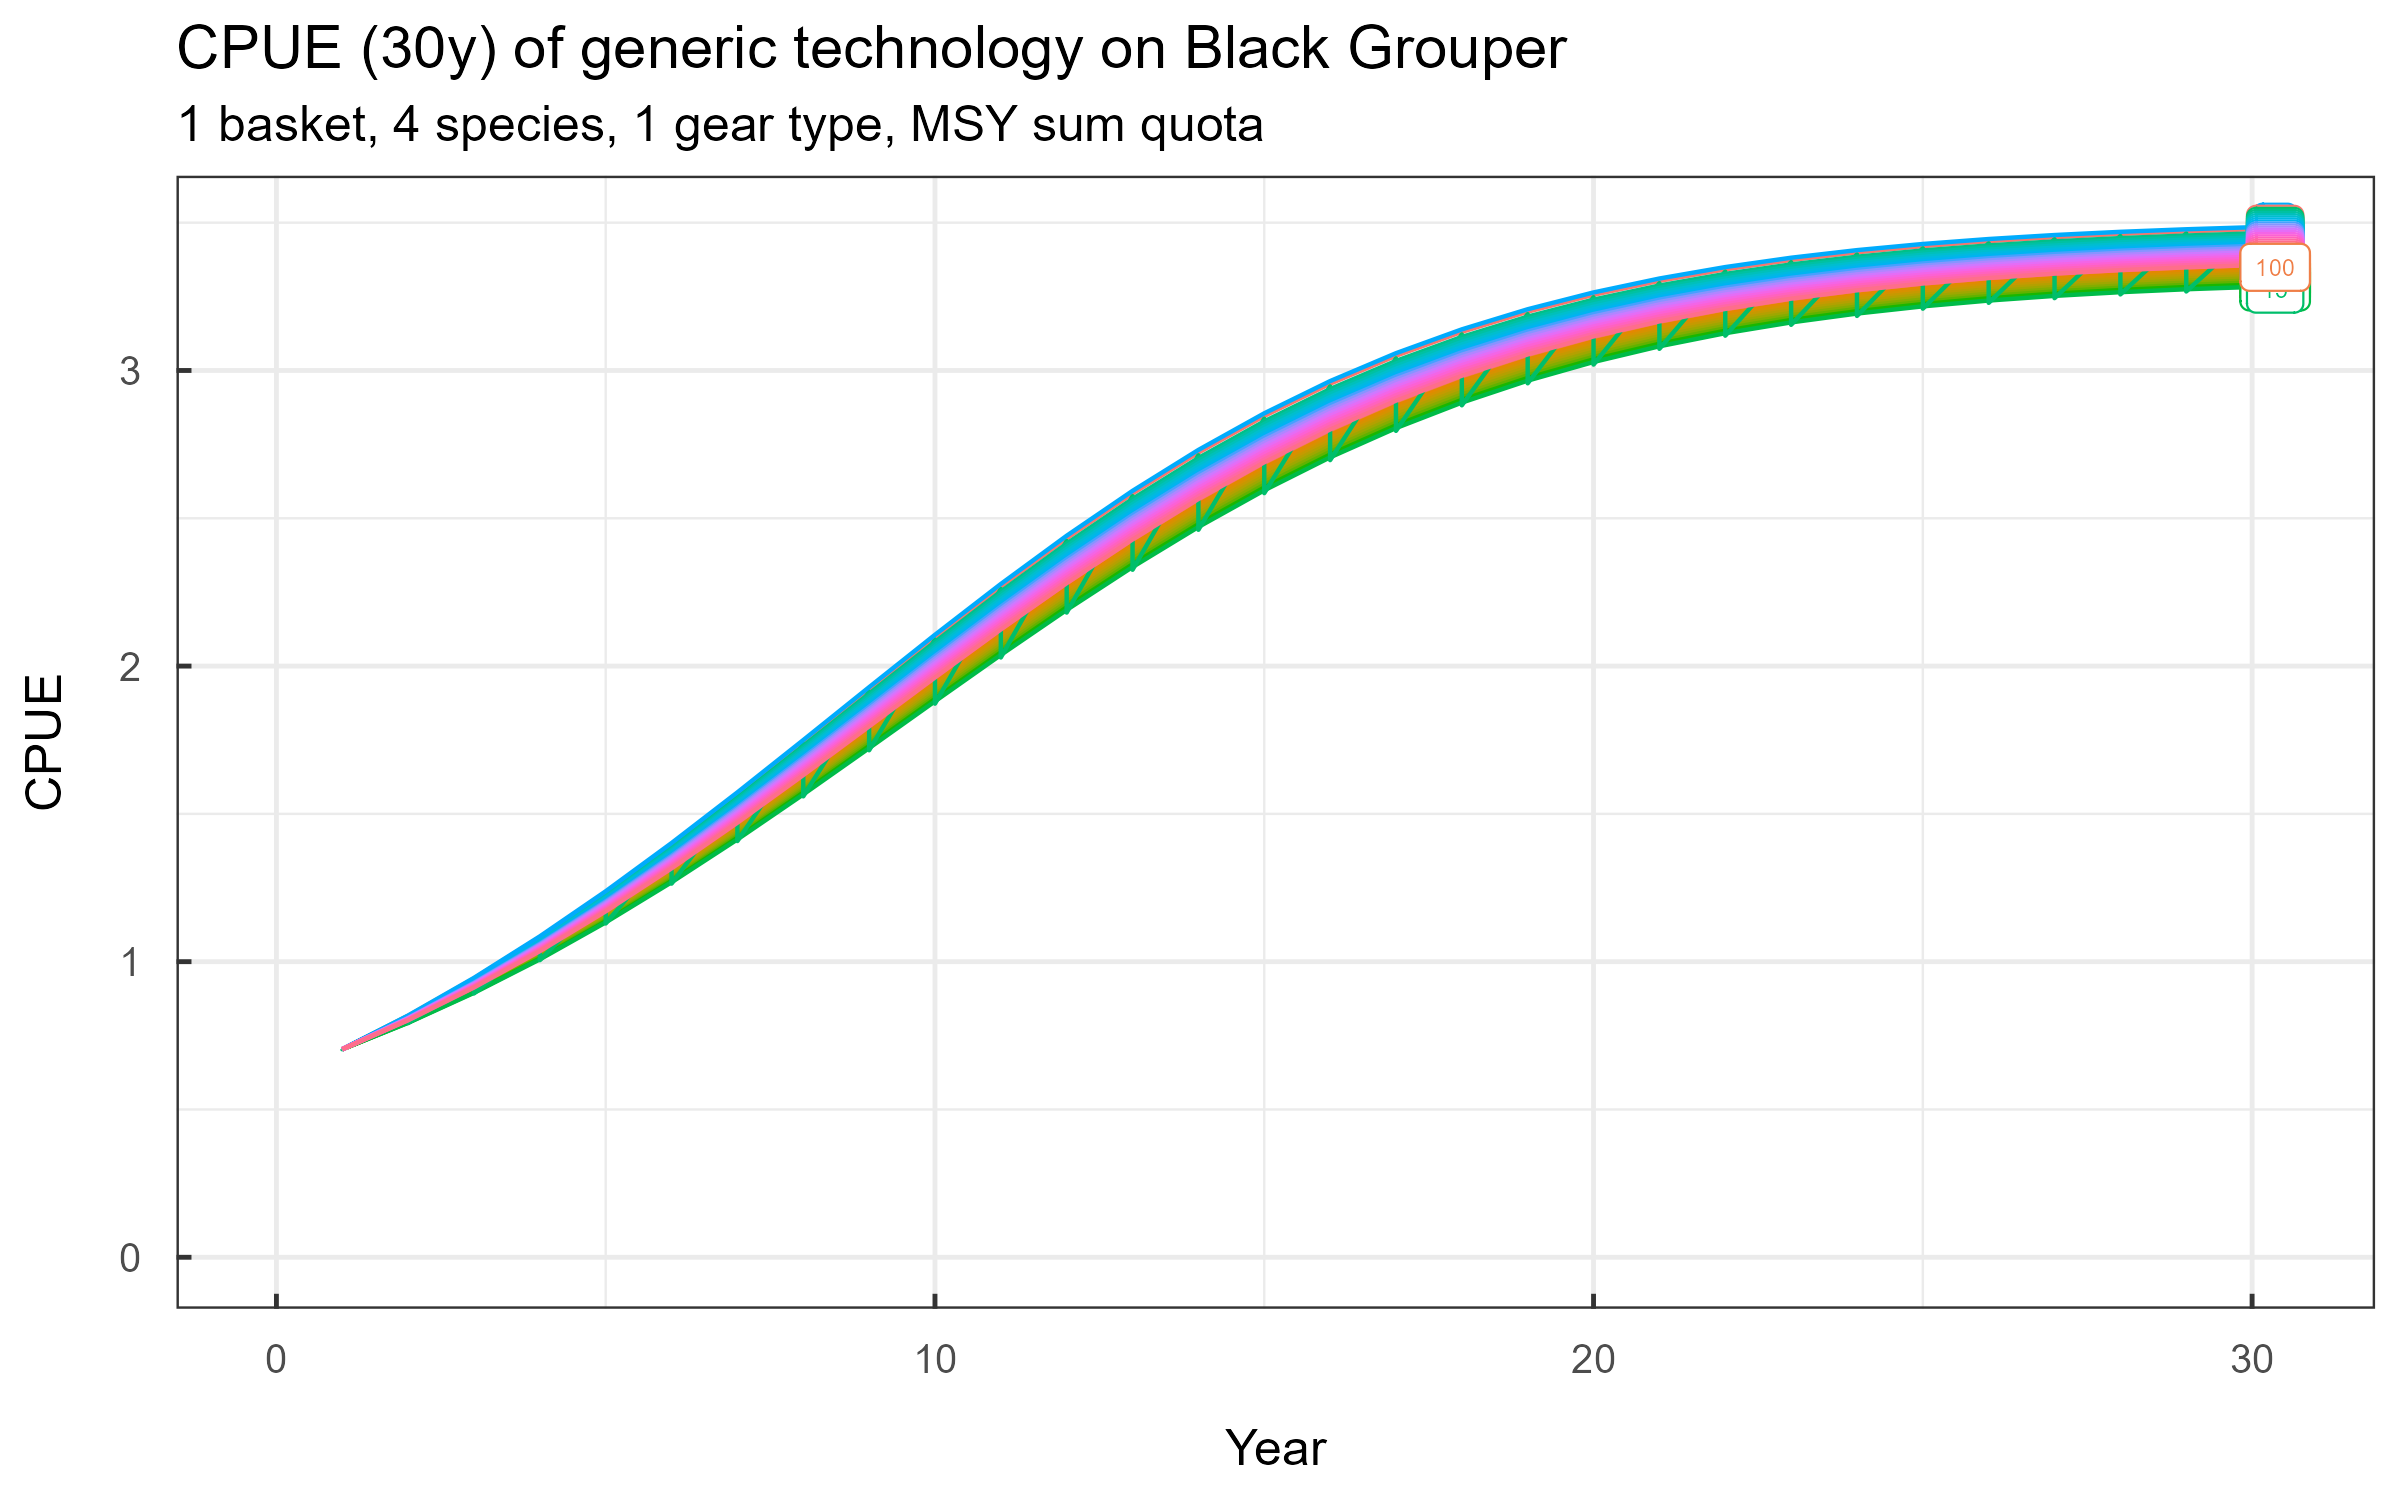 CPUE (30y) of generic technology on Black Grouper
1 basket, 4 species, 1 gear type, MSY sum quota
100
3
2
1
0
CPUE
0 10 20 30
Year